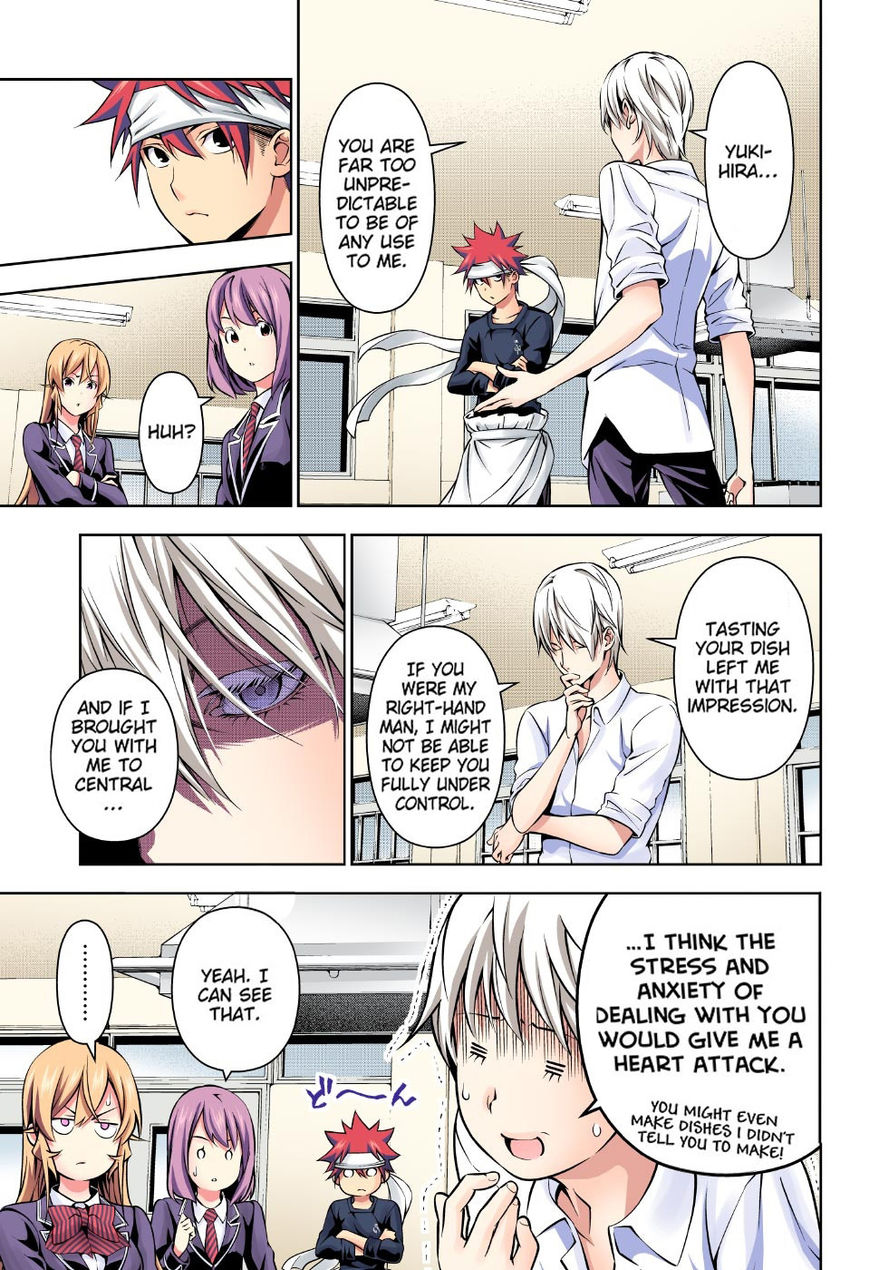 YUKI-
HIRA...
YOU ARE
FAR TOO
UNPRE-
DICTABLE
TO BE OF
ANY USE
TO ME.
HUH?
TASTING
YOUR DISH
LEFT ME
WITH THAT
IMPRESSION.
IF YOU
WERE MY
RIGHT-HAND
MAN, I MIGHT
NOT BE ABLE
TO KEEP YOU
FULLY UNDER
CONTROL.
AND IF I
BROUGHT
YOU WITH
ME TO
CENTRAL
...
...I THINK THE
STRESS AND
ANXIETY OF
DEALING WITH YOU
WOULD GIVE ME A
HEART ATTACK.
YOU MIGHT EVEN
MAKE DISHES I DIDN'T
TELL YOU TO MAKE!
ど〜ん
YEAH. I
CAN SEE
THAT.
........